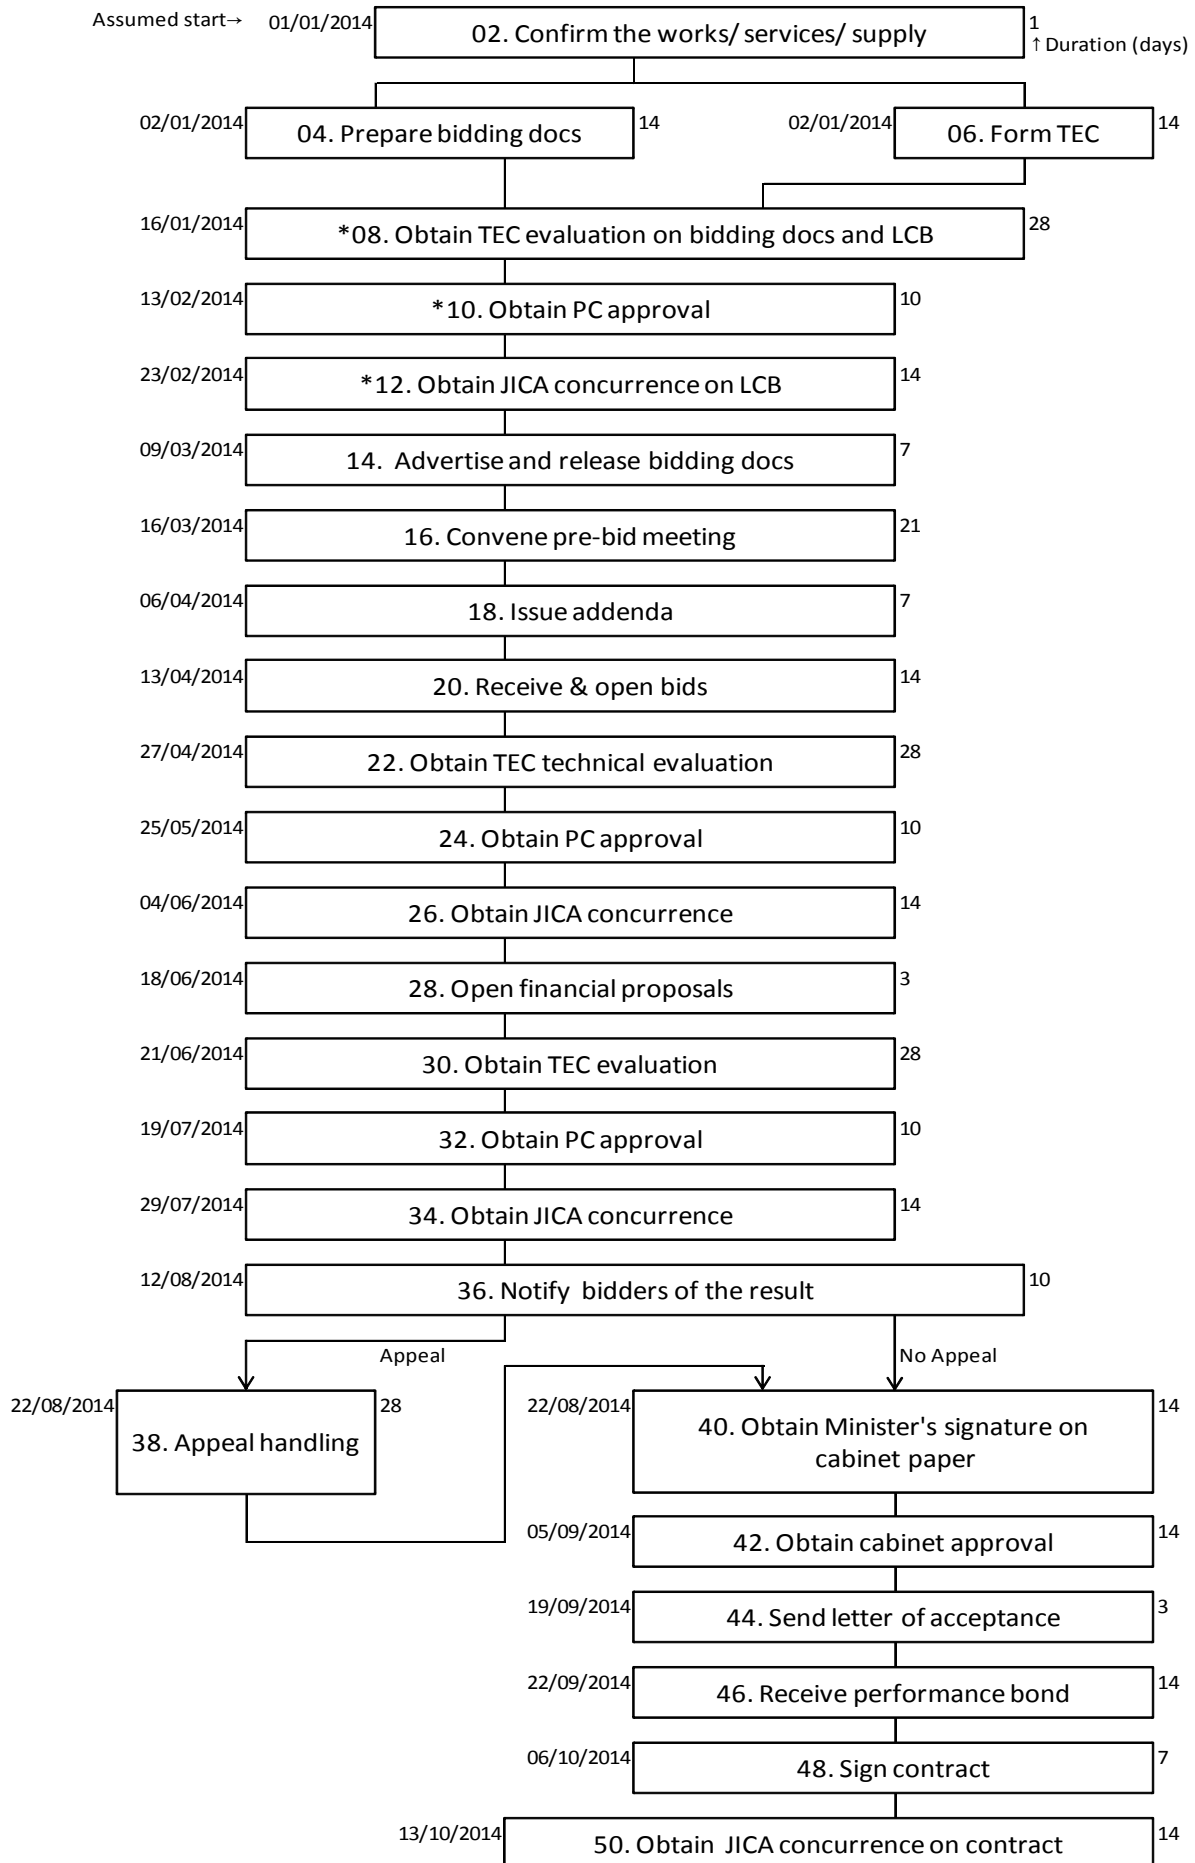 Assumed start→ 01/01/2014 02. Confirm the works/ services/ supply 1
↑ Duration (days)
02/01/2014 04. Prepare bidding docs 14 02/01/2014 06. Form TEC 14
16/01/2014 *08. Obtain TEC evaluation on bidding docs and LCB 28
13/02/2014 *10. Obtain PC approval 10
23/02/2014 *12. Obtain JICA concurrence on LCB 14
09/03/2014 14. Advertise and release bidding docs 7
16/03/2014 16. Convene pre-bid meeting 21
06/04/2014 18. Issue addenda 7
13/04/2014 20. Receive & open bids 14
27/04/2014 22. Obtain TEC technical evaluation 28
25/05/2014 24. Obtain PC approval 10
04/06/2014 26. Obtain JICA concurrence 14
18/06/2014 28. Open financial proposals 3
21/06/2014 30. Obtain TEC evaluation 28
19/07/2014 32. Obtain PC approval 10
29/07/2014 34. Obtain JICA concurrence 14
12/08/2014 36. Notify bidders of the result 10
Appeal No Appeal
22/08/2014 38. Appeal handling 28
22/08/2014 40. Obtain Minister's signature on 14
cabinet paper
05/09/2014 42. Obtain cabinet approval 14
19/09/2014 44. Send letter of acceptance 3
22/09/2014 46. Receive performance bond 14
06/10/2014 48. Sign contract 7
13/10/2014 50. Obtain JICA concurrence on contract 14